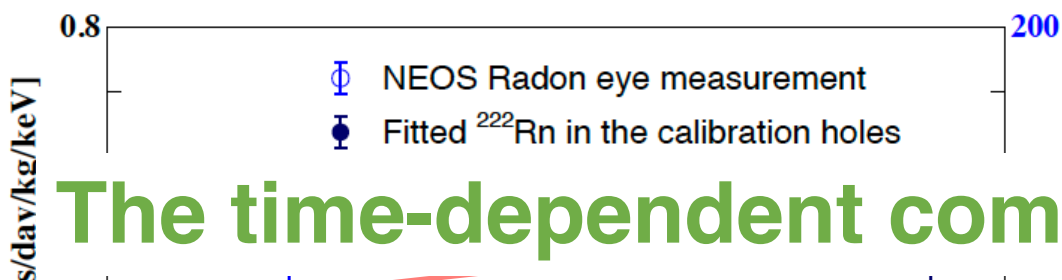 0.8 200
NEOS Radon eye measurement
Fitted ²²²Rn in the calibration holes
The time-dependent com
s/day/kg/keV]